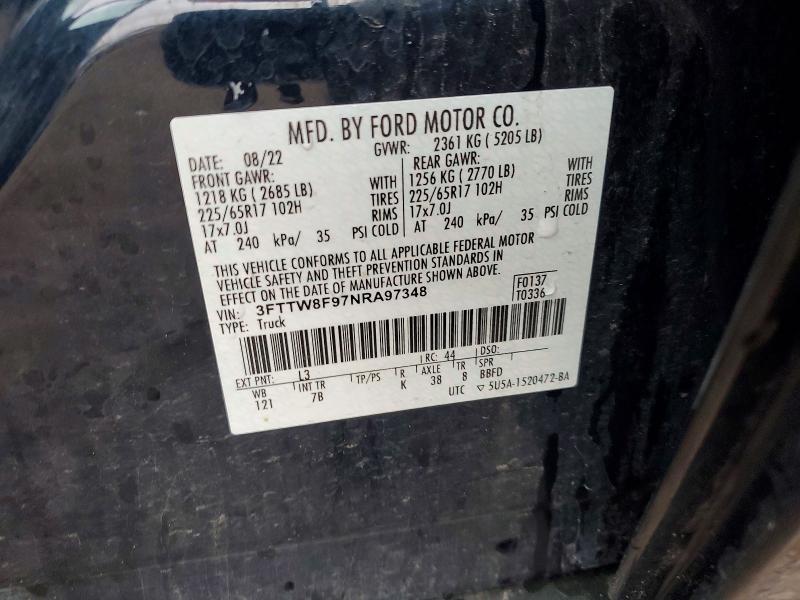 MFD. BY FORD MOTOR CO.
DATE: 08/22 GVWR: 2361 KG ( 5205 LB)
FRONT GAWR: REAR GAWR:
1218 KG ( 2685 LB) WITH 1256 KG ( 2770 LB) WITH
225/65R17 102H TIRES 225/65R17 102H TIRES
17x7.0J RIMS 17x7.0J RIMS
AT 240 kPa/ 35 PSI COLD AT 240 kPa/ 35 PSI COLD
THIS VEHICLE CONFORMS TO ALL APPLICABLE FEDERAL MOTOR
VEHICLE SAFETY AND THEFT PREVENTION STANDARDS IN
EFFECT ON THE DATE OF MANUFACTURE SHOWN ABOVE.
F0137
VIN: 3FTTW8F97NRA97348 T0336
TYPE: Truck
EXT PNT: L3 RC: 44 DSO:
WB INT TR TP/PS R AXLE TR SPR
121 7B K 38 8 BBFD
UTC ▽ 5U5A-1520472-BA